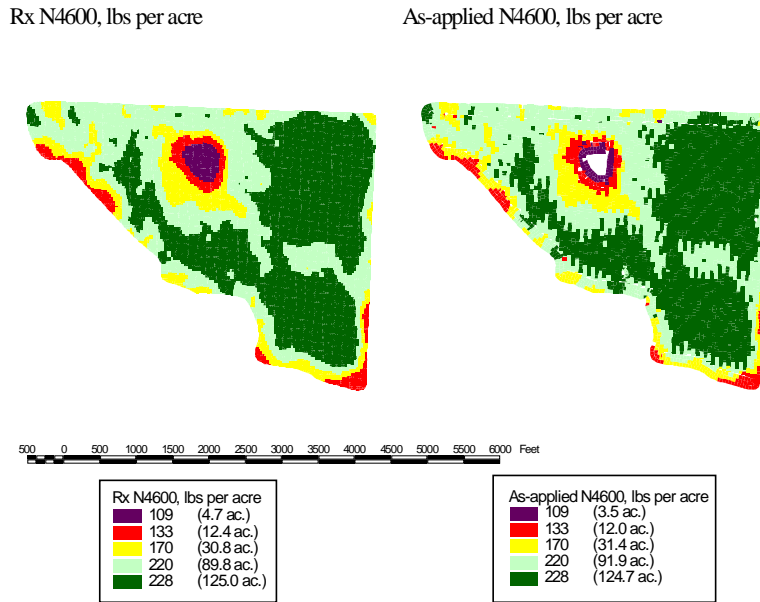 Rx N4600, lbs per acre
As-applied N4600, lbs per acre
500 0 500 1000 1500 2000 2500 3000 3500 4000 4500 5000 5500 6000 Feet
Rx N4600, lbs per acre
109 (4.7 ac.)
133 (12.4 ac.)
170 (30.8 ac.)
220 (89.8 ac.)
228 (125.0 ac.)
As-applied N4600, lbs per acre
109 (3.5 ac.)
133 (12.0 ac.)
170 (31.4 ac.)
220 (91.9 ac.)
228 (124.7 ac.)